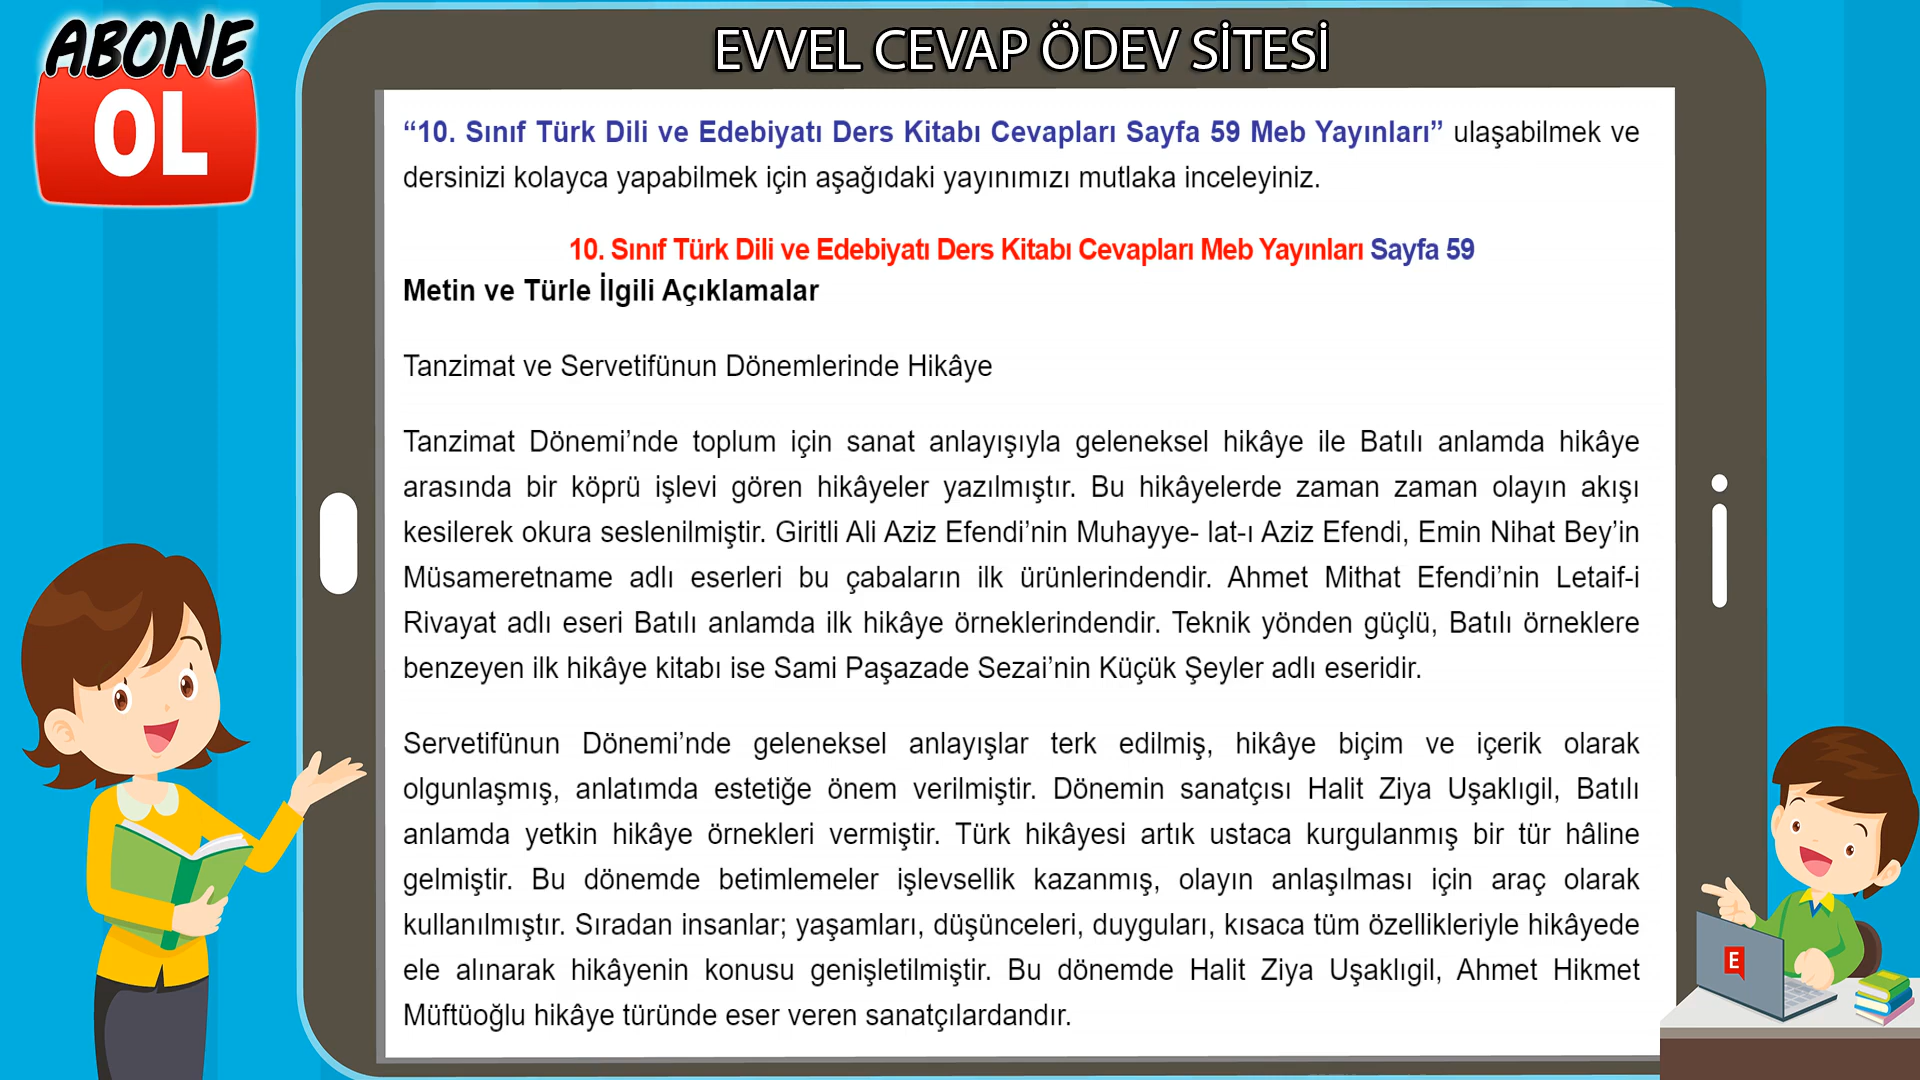 ABONE
OL
EVVEL CEVAP ÖDEV SİTESİ
“10. Sınıf Türk Dili ve Edebiyatı Ders Kitabı Cevapları Sayfa 59 Meb Yayınları” ulaşabilmek ve
dersinizi kolayca yapabilmek için aşağıdaki yayınımızı mutlaka inceleyiniz.
10. Sınıf Türk Dili ve Edebiyatı Ders Kitabı Cevapları Meb Yayınları Sayfa 59
Metin ve Türle İlgili Açıklamalar
Tanzimat ve Servetifünun Dönemlerinde Hikâye
Tanzimat Dönemi’nde toplum için sanat anlayışıyla geleneksel hikâye ile Batılı anlamda hikâye
arasında bir köprü işlevi gören hikâyeler yazılmıştır. Bu hikâyelerde zaman zaman olayın akışı
kesilerek okura seslenilmiştir. Giritli Ali Aziz Efendi’nin Muhayye- lat-ı Aziz Efendi, Emin Nihat Bey’in
Müsameretname adlı eserleri bu çabaların ilk ürünlerindendir. Ahmet Mithat Efendi’nin Letaif-i
Rivayat adlı eseri Batılı anlamda ilk hikâye örneklerindendir. Teknik yönden güçlü, Batılı örneklere
benzeyen ilk hikâye kitabı ise Sami Paşazade Sezai’nin Küçük Şeyler adlı eseridir.
Servetifünun Dönemi’nde geleneksel anlayışlar terk edilmiş, hikâye biçim ve içerik olarak
olgunlaşmış, anlatımda estetiğe önem verilmiştir. Dönemin sanatçısı Halit Ziya Uşaklıgil, Batılı
anlamda yetkin hikâye örnekleri vermiştir. Türk hikâyesi artık ustaca kurgulanmış bir tür hâline
gelmiştir. Bu dönemde betimlemeler işlevsellik kazanmış, olayın anlaşılması için araç olarak
kullanılmıştır. Sıradan insanlar; yaşamları, düşünceleri, duyguları, kısaca tüm özellikleriyle hikâyede
ele alınarak hikâyenin konusu genişletilmiştir. Bu dönemde Halit Ziya Uşaklıgil, Ahmet Hikmet
Müftüoğlu hikâye türünde eser veren sanatçılardandır.
E